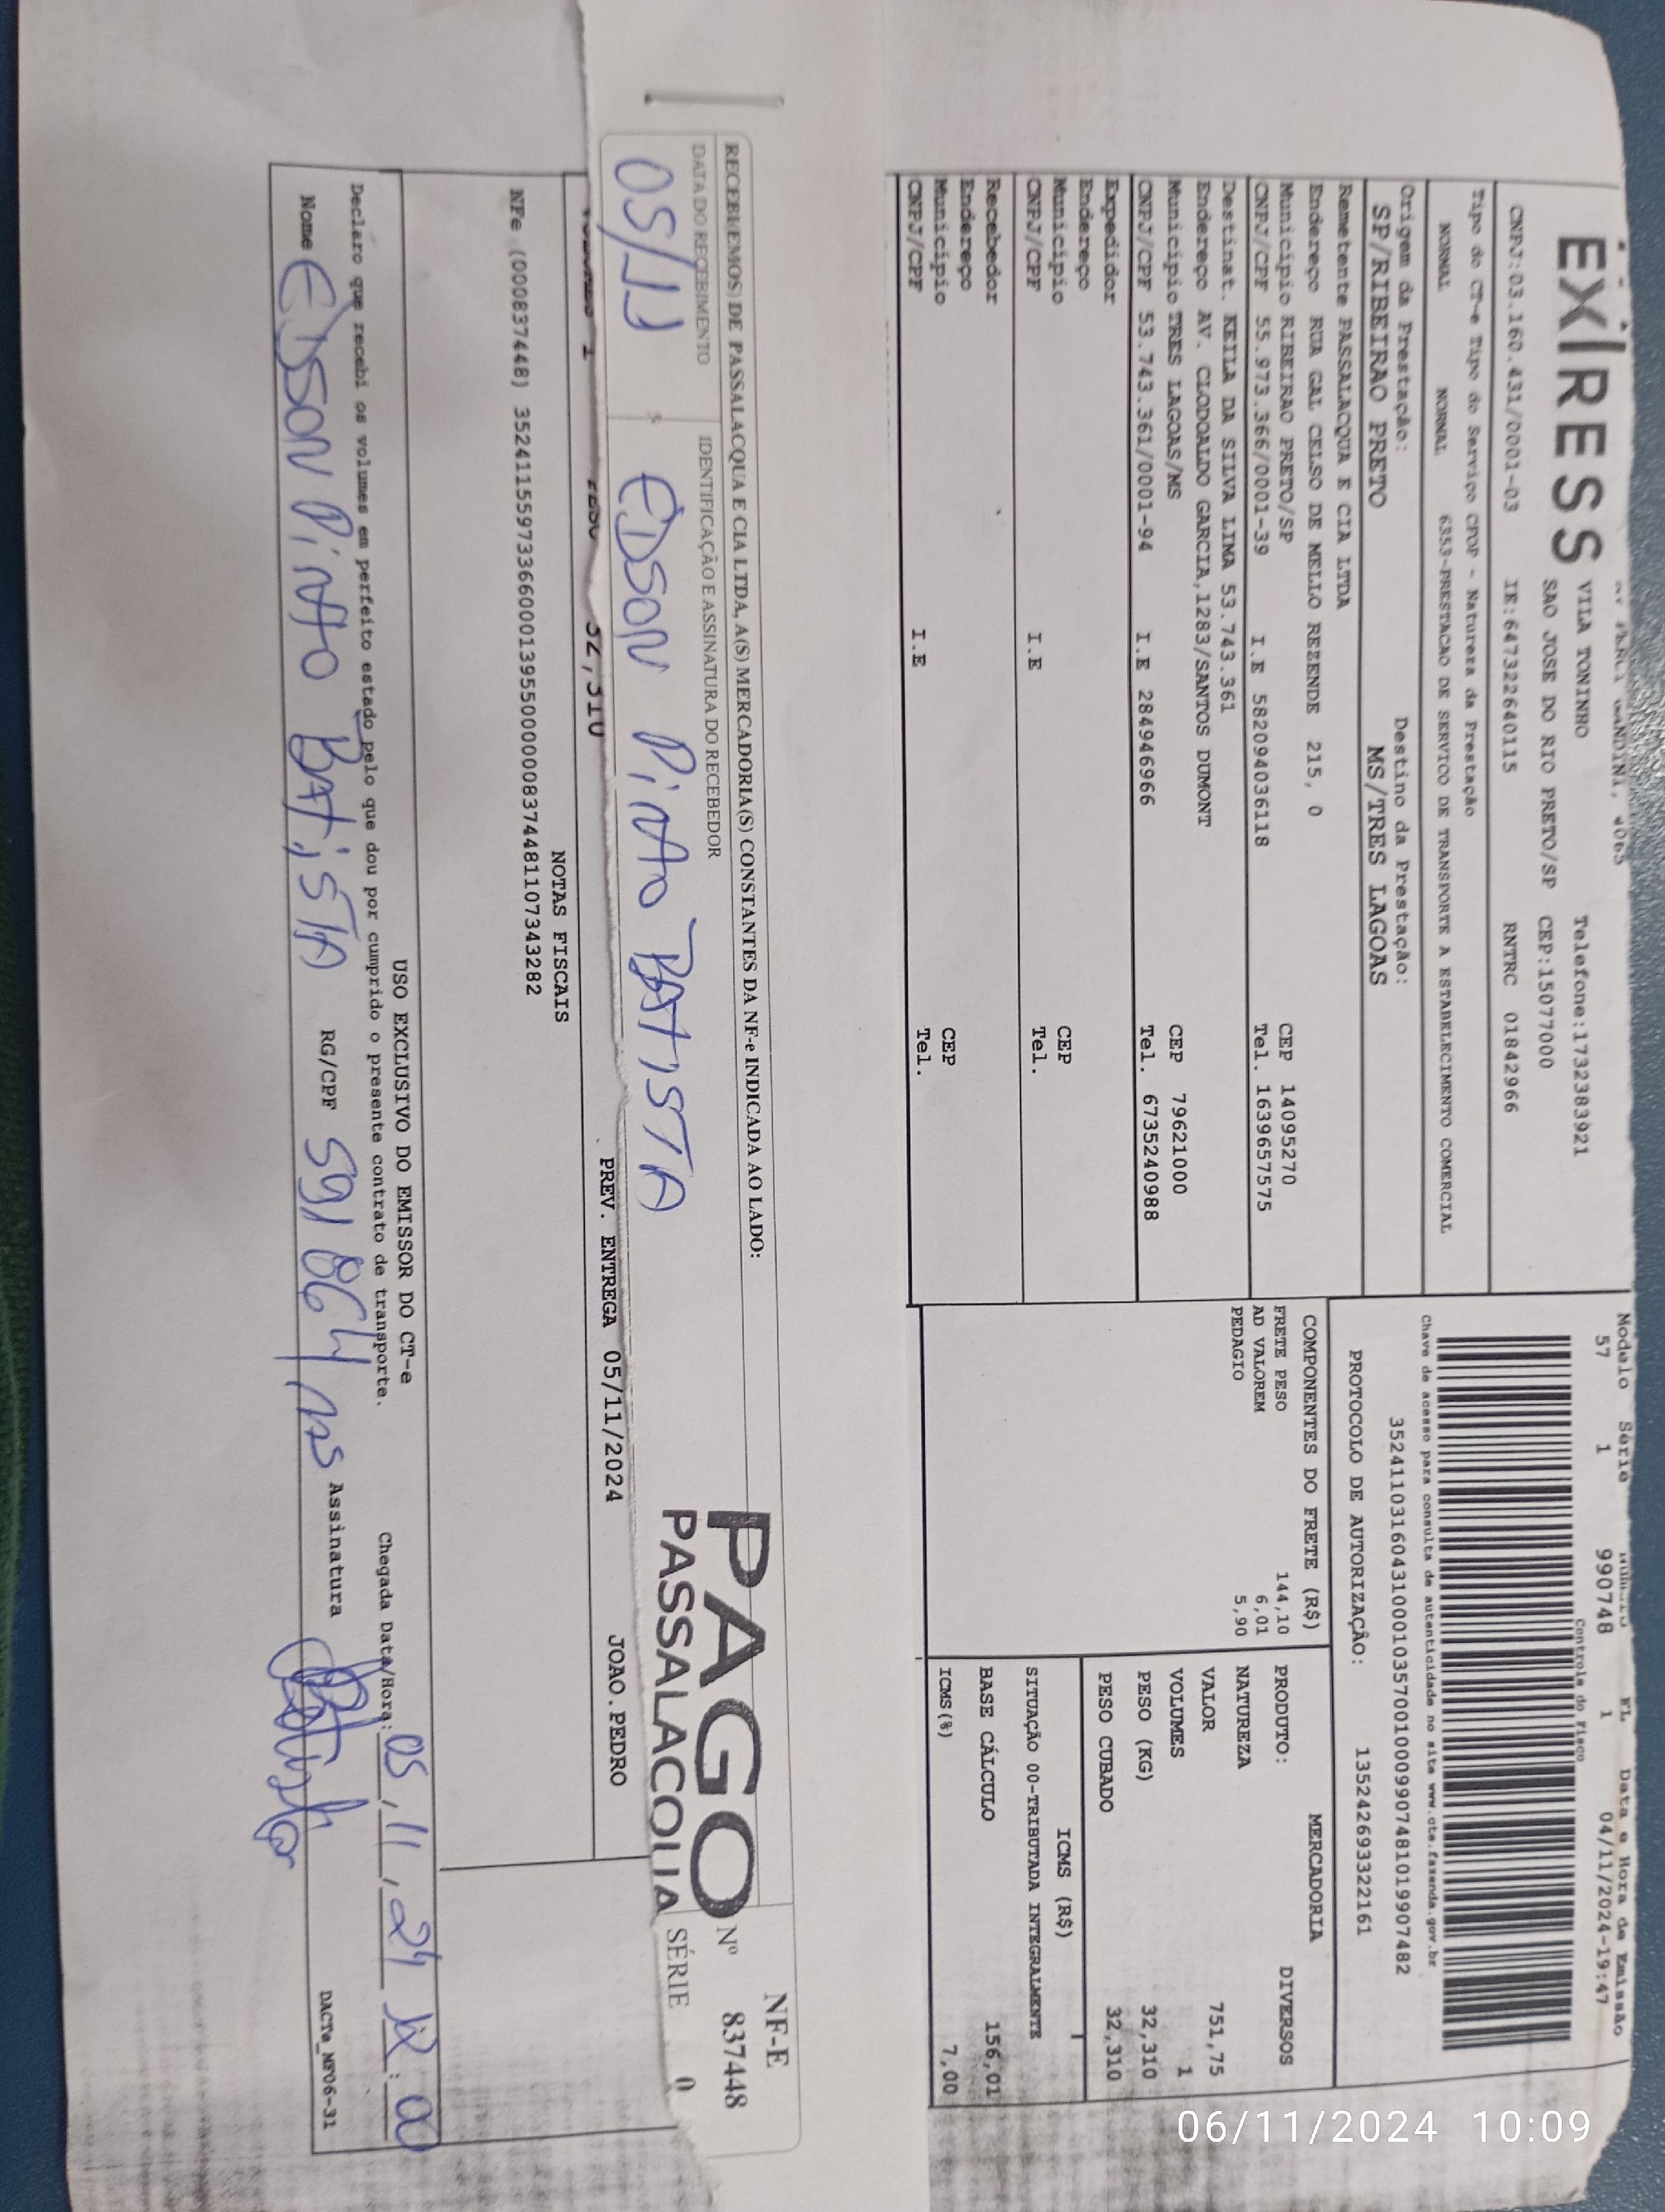 EXPRESS
VILA TONINHO Telefone:1732383921
SAO JOSE DO RIO PRETO/SP CEP:15077000
CNPJ:03.160.431/0001-03 IE:647322640115 RNTRC 01842966
Tipo do CT-e Tipo do Serviço CFOP - Natureza da Prestação
NORMAL NORMAL 6353-PRESTACAO DE SERVICO DE TRANSPORTE A ESTABELECIMENTO COMERCIAL
Origem da Prestação: Destino da Prestação:
SP/RIBEIRAO PRETO MS/TRES LAGOAS
Remetente PASSALACQUA E CIA LTDA
Endereço RUA GAL CELSO DE MELLO REZENDE 215, 0
Município RIBEIRAO PRETO/SP CEP 14095270
CNPJ/CPF 55.973.366/0001-39 I.E 582094036118 Tel. 1639657575
Destinat. KEILA DA SILVA LIMA 53.743.361
Endereço AV. CLODOALDO GARCIA,1283/SANTOS DUMONT
Município TRES LAGOAS/MS CEP 79621000
CNPJ/CPF 53.743.361/0001-94 I.E 284946966 Tel. 6735240988
Expedidor
Endereço
Município CEP
CNPJ/CPF I.E Tel.
Recebedor
Endereço
Município CEP
CNPJ/CPF I.E Tel.
Modelo Série FL Data e Hora de Emissão
57 1 990748 1 04/11/2024-19:47
Controle do Fisco
Chave de acesso para consulta de autenticidade no site www.cte.fazenda.gov.br
35241103160431000103570010009907481019907482
PROTOCOLO DE AUTORIZAÇÃO: 135242693322161
COMPONENTES DO FRETE (R$)
FRETE PESO 144,10
AD VALOREM 6,01
PEDAGIO 5,90
MERCADORIA
PRODUTO: DIVERSOS
NATUREZA
VALOR 751,75
VOLUMES 1
PESO (KG) 32,310
PESO CUBADO 32,310
ICMS (R$)
SITUAÇÃO 00-TRIBUTADA INTEGRALMENTE
BASE CÁLCULO 156,01
ICMS(%) 7,00
RECEBI(EMOS) DE PASSALACQUA E CIA LTDA, A(S) MERCADORIA(S) CONSTANTES DA NF-e INDICADA AO LADO:
DATA DO RECEBIMENTO IDENTIFICAÇÃO E ASSINATURA DO RECEBEDOR
05/11 EDSON Pinto BATISTA
PAGO
PASSALACQUA
NF-E
Nº 837448
SÉRIE 0
PREV. ENTREGA 05/11/2024 JOAO.PEDRO
NOTAS FISCAIS
NFe (000837448) 35241155973366000139550000008374481107343282
USO EXCLUSIVO DO EMISSOR DO CT-e
Declaro que recebi os volumes em perfeito estado pelo que dou por cumprido o presente contrato de transporte. Chegada Data/Hora: 05/11/24 12:00
Nome EDSON Pinto BATiSTA RG/CPF 591864 ms Assinatura
DACTe_MF06-31
06/11/2024 10:09